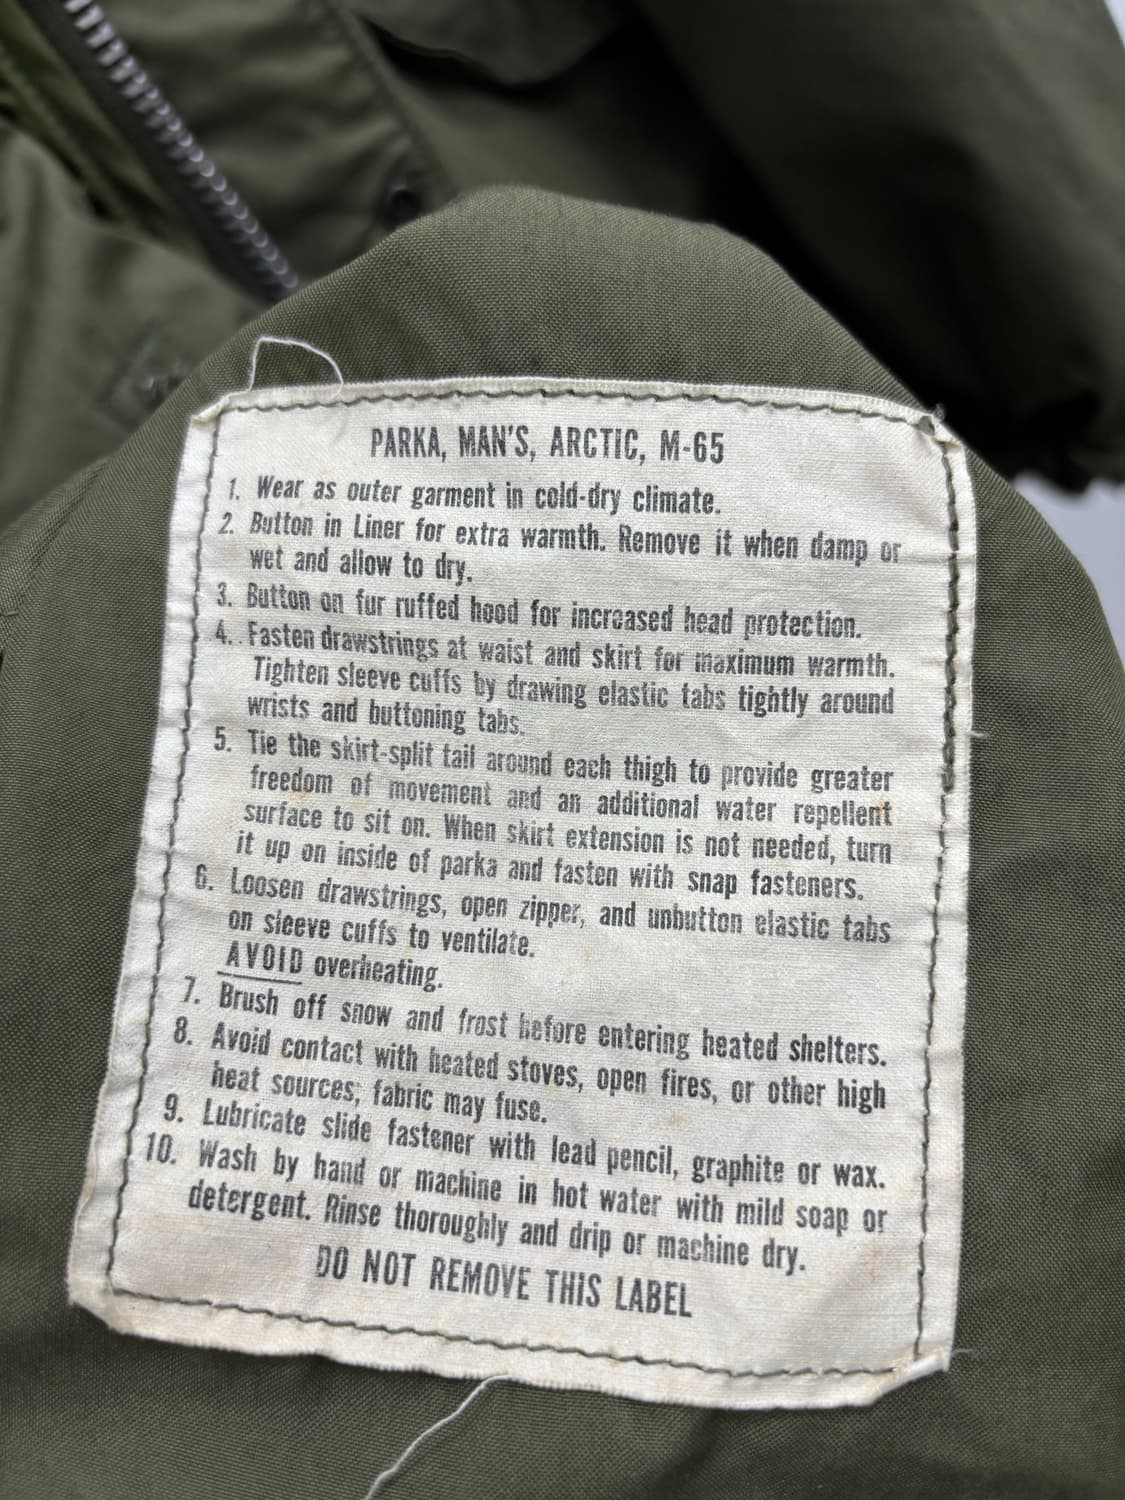 PARKA, MAN'S, ARCTIC, M-65
1. Wear as outer garment in cold-dry climate.
2. Button in Liner for extra warmth. Remove it when damp or
wet and allow to dry.
3. Button on fur ruffed hood for increased head protection.
4. Fasten drawstrings at waist and skirt for maximum warmth.
Tighten sleeve cuffs by drawing elastic tabs tightly around
wrists and buttoning tabs.
5. Tie the skirt-split tail around each thigh to provide greater
freedom of movement and an additional water repellent
surface to sit on. When skirt extension is not needed, turn
it up on inside of parka and fasten with snap fasteners.
6. Loosen drawstrings, open zipper, and unbutton elastic tabs
on sleeve cuffs to ventilate.
AVOID overheating.
7. Brush off snow and frost before entering heated shelters.
8. Avoid contact with heated stoves, open fires, or other high
heat sources; fabric may fuse.
9. Lubricate slide fastener with lead pencil, graphite or wax.
10. Wash by hand or machine in hot water with mild soap or
detergent. Rinse thoroughly and drip or machine dry.
DO NOT REMOVE THIS LABEL